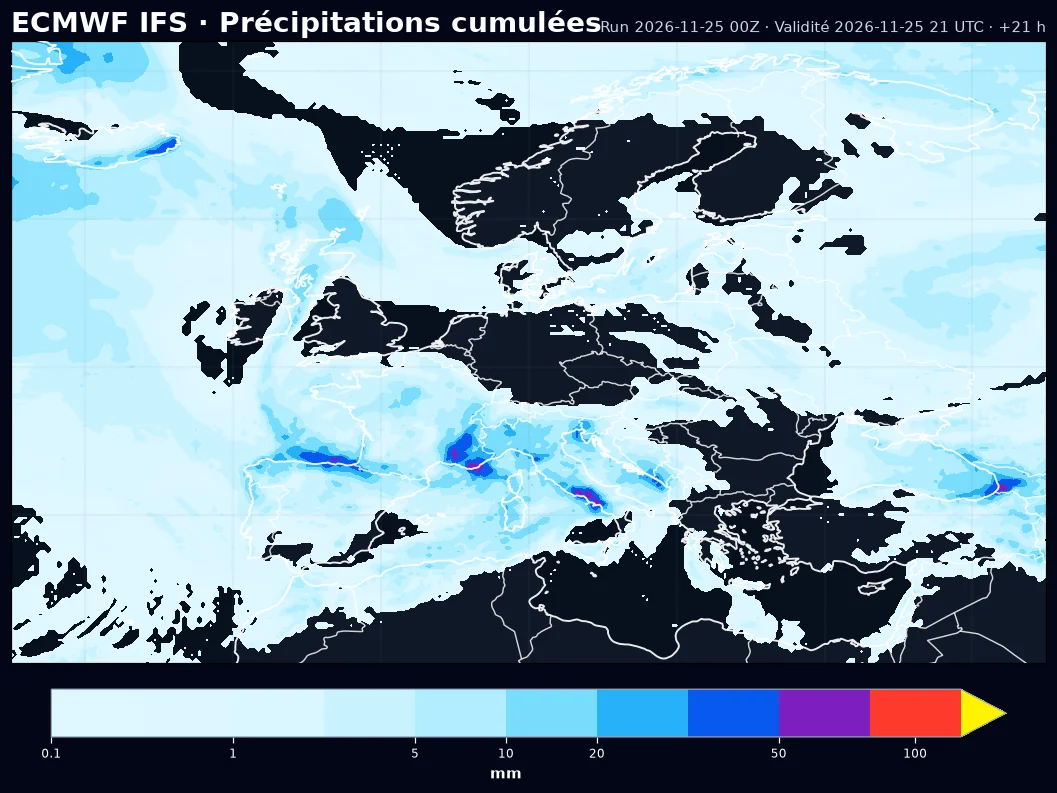 ECMWF IFS · Précipitations cumulées
Run 2026-11-25 00Z · Validité 2026-11-25 21 UTC · +21 h
0.1 1 5 10 20 50 100
mm